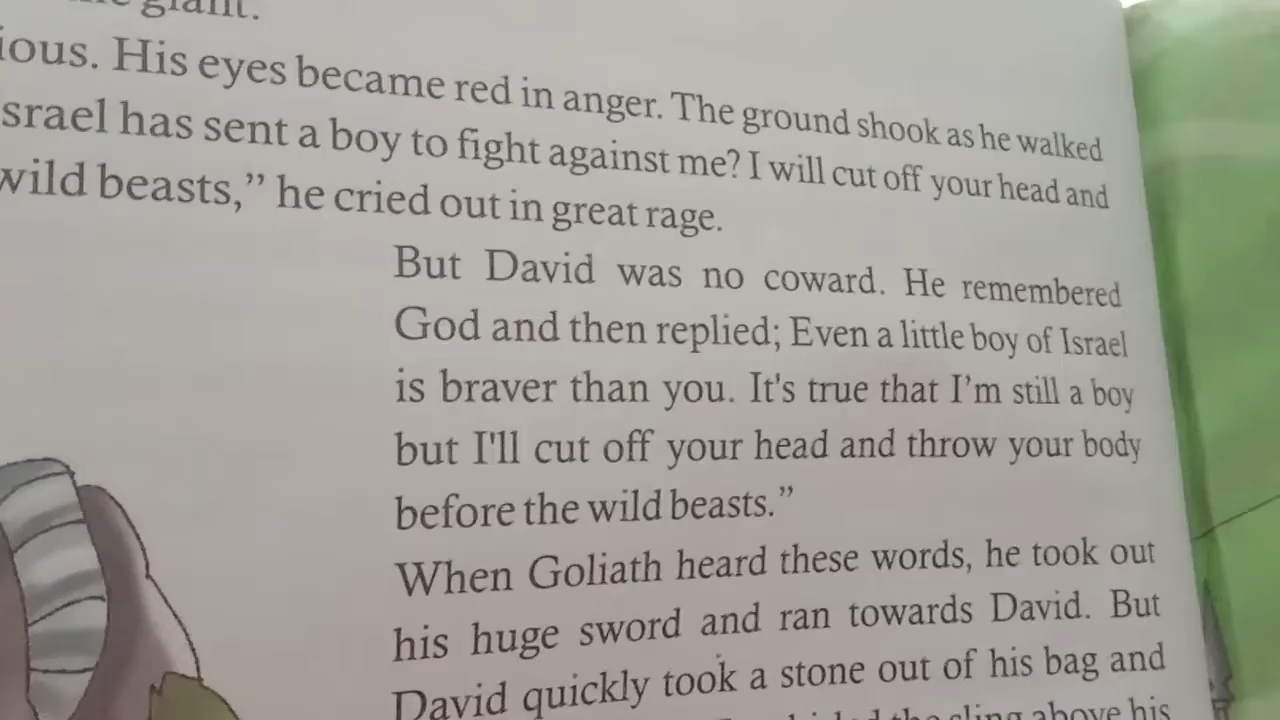 giant.
His eyes became red in anger. The ground shook as he walked
has sent a boy to fight against me? I will cut off your head and
wild beasts,” he cried out in great rage.
But David was no coward. He remembered
God and then replied; Even a little boy of Israel
is braver than you. It's true that I’m still a boy
but I'll cut off your head and throw your body
before the wild beasts.”
When Goliath heard these words, he took out
his huge sword and ran towards David. But
David quickly took a stone out of his bag and
the sling above his